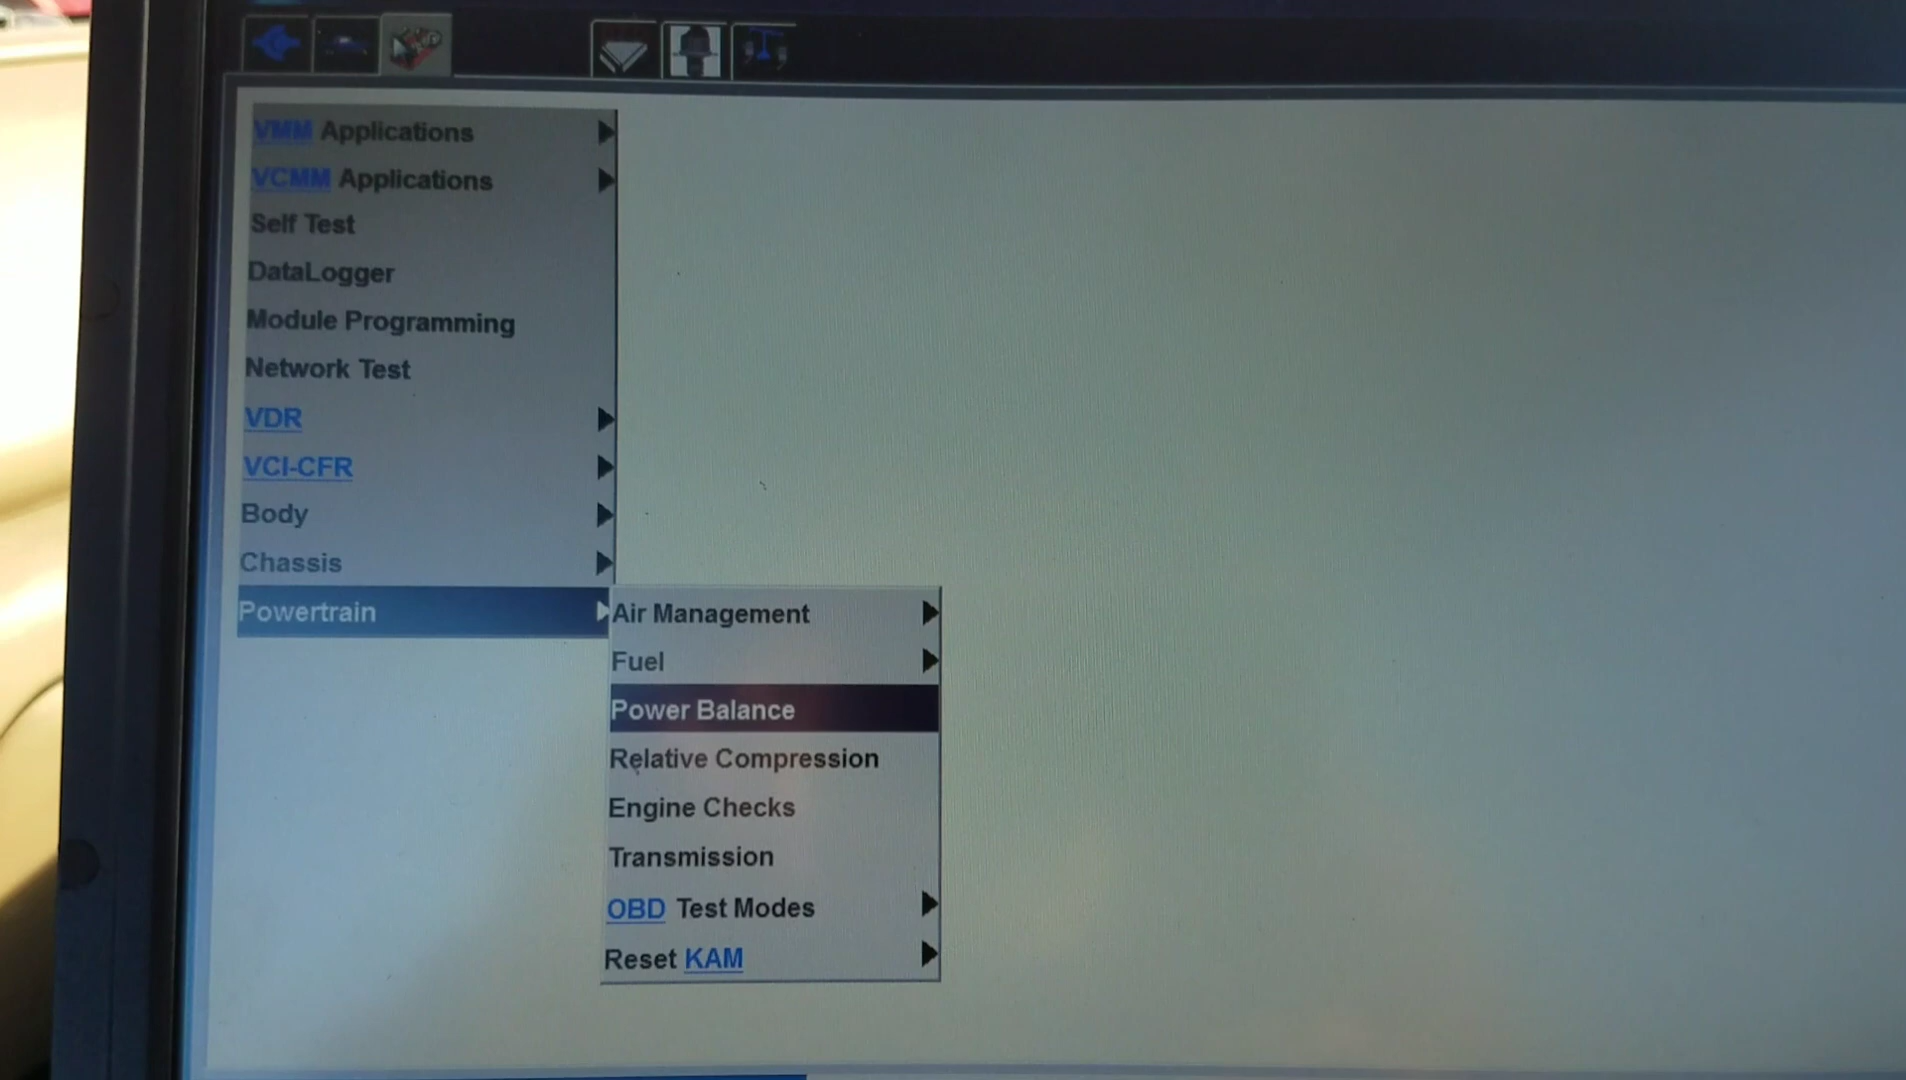 VMM Applications
VCMM Applications
Self Test
DataLogger
Module Programming
Network Test
VDR
VCI-CFR
Body
Chassis
Powertrain
Air Management
Fuel
Power Balance
Relative Compression
Engine Checks
Transmission
OBD Test Modes
Reset KAM